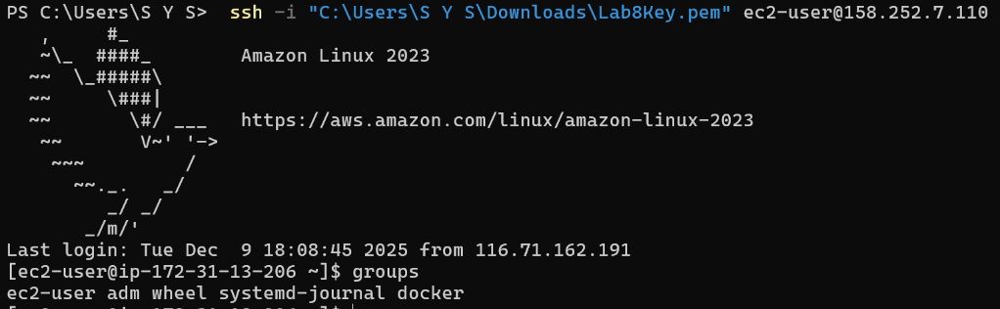 PS C:\Users\S Y S>  ssh -i "C:\Users\S Y S\Downloads\Lab8Key.pem" ec2-user@158.252.7.110
   ,     #_
   ~\_  ####_        Amazon Linux 2023
  ~~  \_#####\
  ~~     \###|
  ~~       \#/ ___   https://aws.amazon.com/linux/amazon-linux-2023
   ~~       V~' '->
    ~~~         /
      ~~._.   _/
         _/ _/
       _/m/'
Last login: Tue Dec  9 18:08:45 2025 from 116.71.162.191
[ec2-user@ip-172-31-13-206 ~]$ groups
ec2-user adm wheel systemd-journal docker